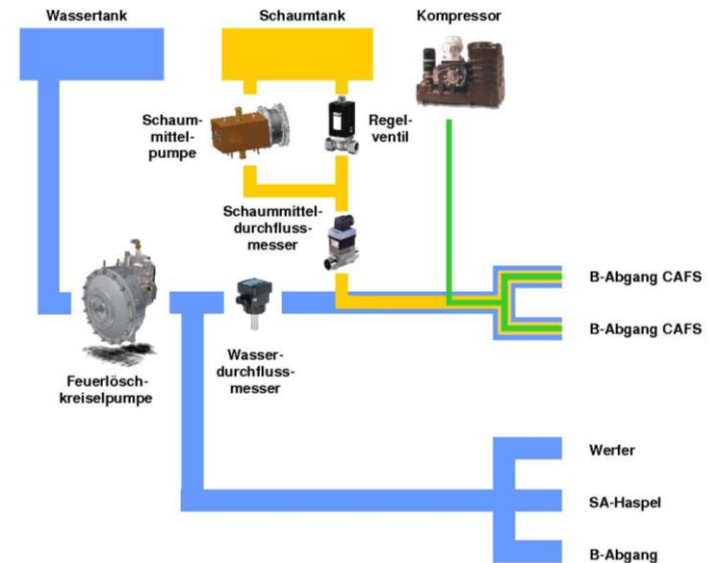 Wassertank
Schaumtank
Kompressor
Schaum-
mittel-
pumpe
Regel-
ventil
Schaummittel-
durchfluss-
messer
B-Abgang CAFS
B-Abgang CAFS
Feuerlösch-
kreiselpumpe
Wasser-
durchfluss-
messer
Werfer
SA-Haspel
B-Abgang